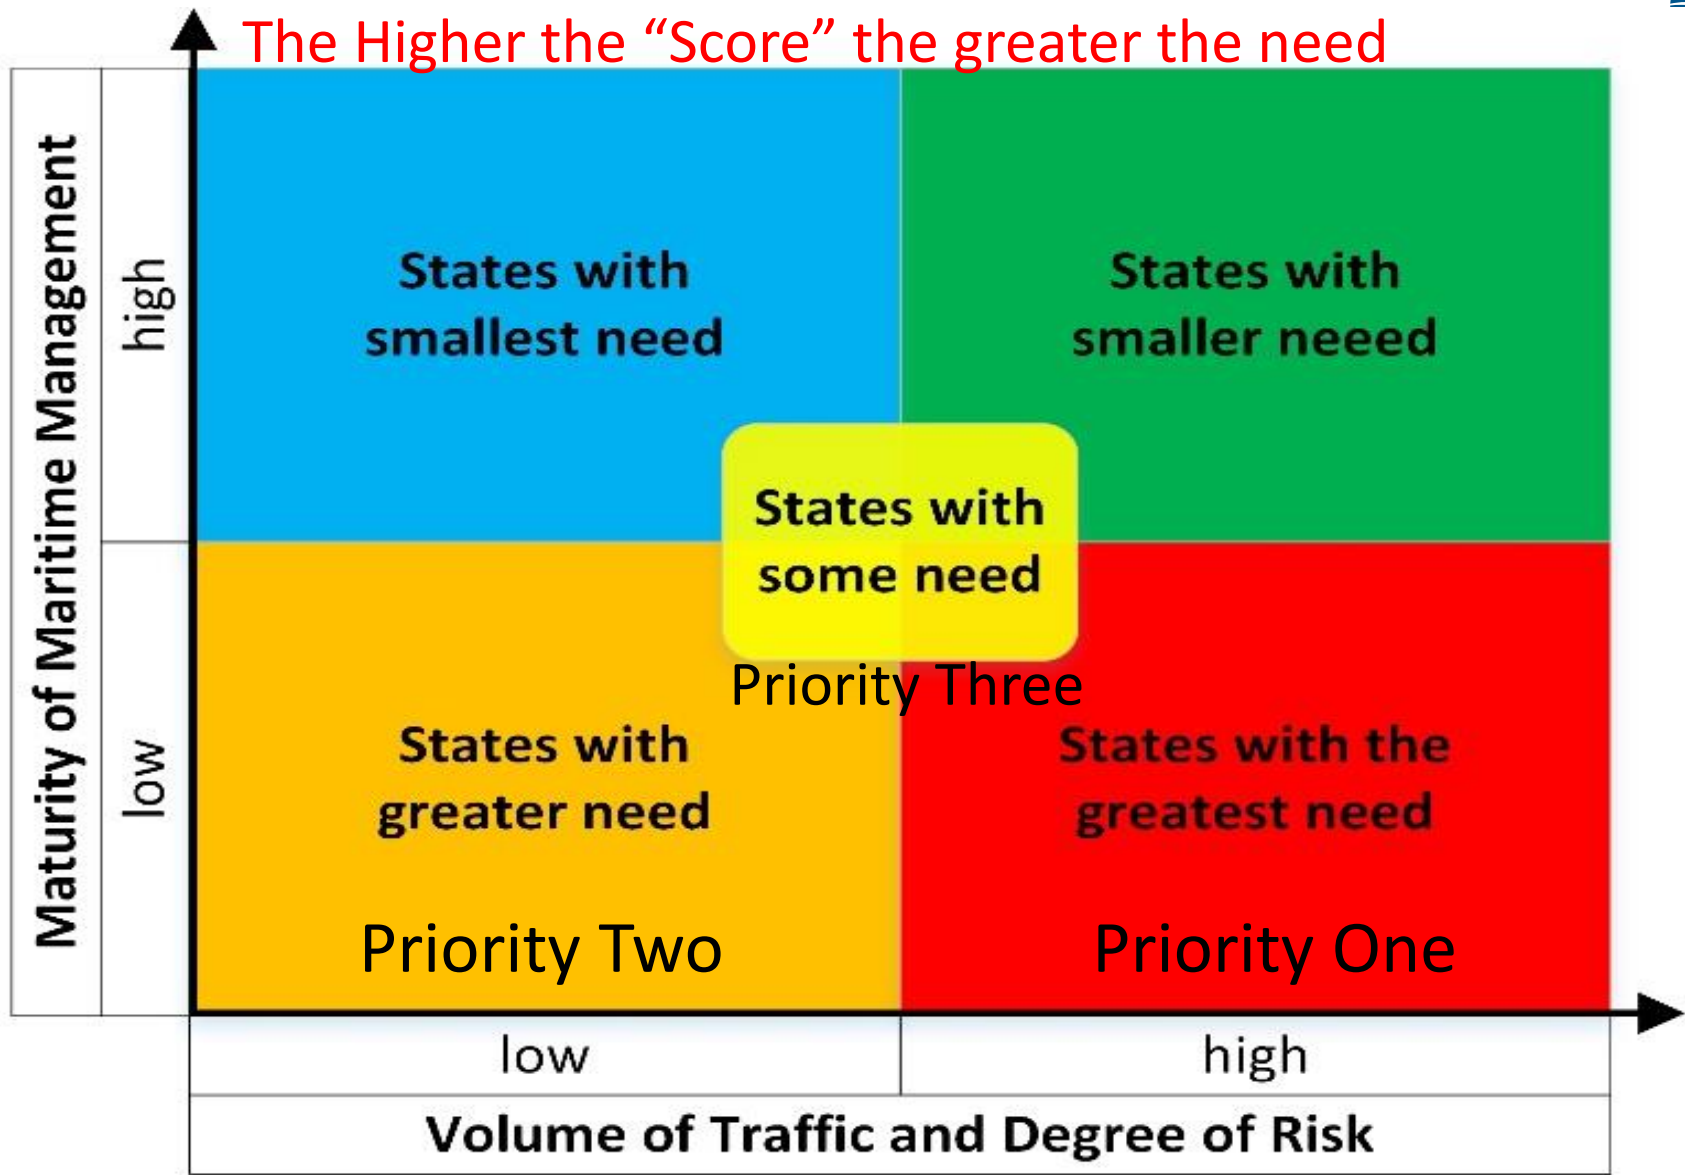 The Higher the “Score” the greater the need
Maturity of Maritime Management
high
low
States with
smallest need
States with
smaller neeed
States with
some need
Priority Three
States with
greater need
Priority Two
States with the
greatest need
Priority One
low
high
Volume of Traffic and Degree of Risk